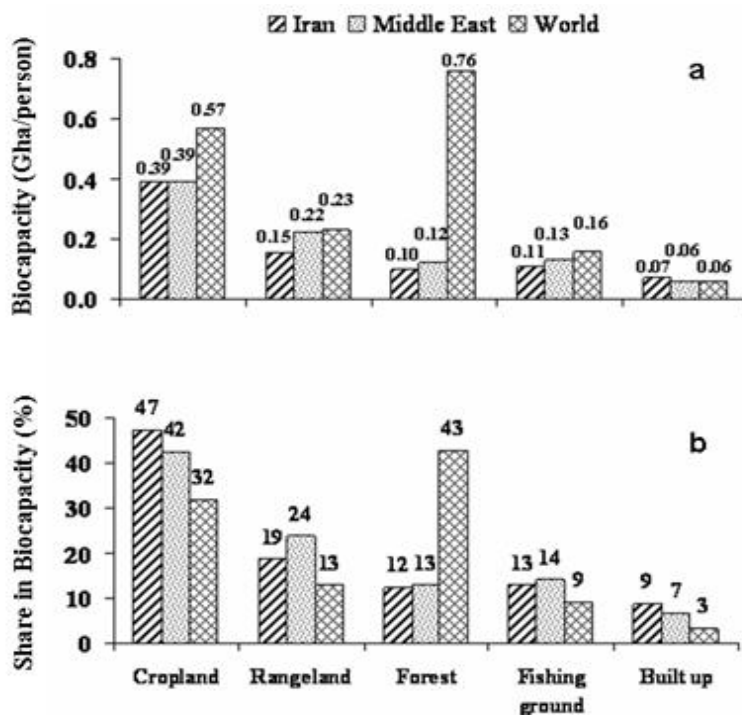 Iran Middle East World
a
Biocapacity (Gha/person)
0.8
0.6
0.4
0.2
0.0
0.39 0.39 0.57
0.15 0.22 0.23
0.10 0.12 0.76
0.11 0.13 0.16
0.07 0.06 0.06
b
Share in Biocapacity (%)
50
40
30
20
10
0
47 42 32
19 24 13
12 13 43
13 14 9
9 7 3
Cropland Rangeland Forest Fishing Built up
ground